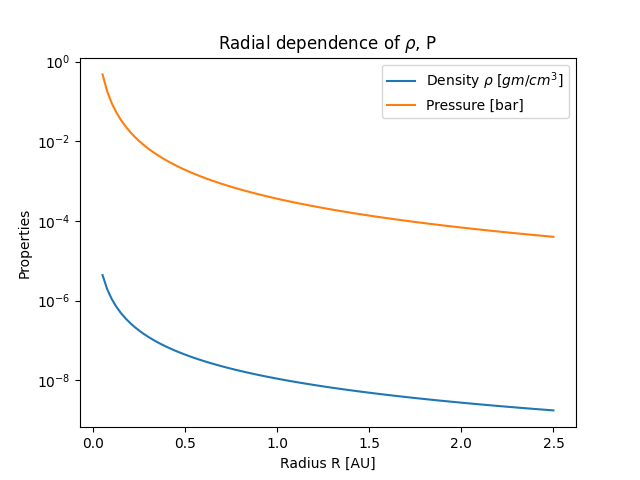 Radial dependence of ρ, P
Density ρ [gm/cm³]
Pressure [bar]
Properties
10⁰
10⁻²
10⁻⁴
10⁻⁶
10⁻⁸
0.0 0.5 1.0 1.5 2.0 2.5
Radius R [AU]